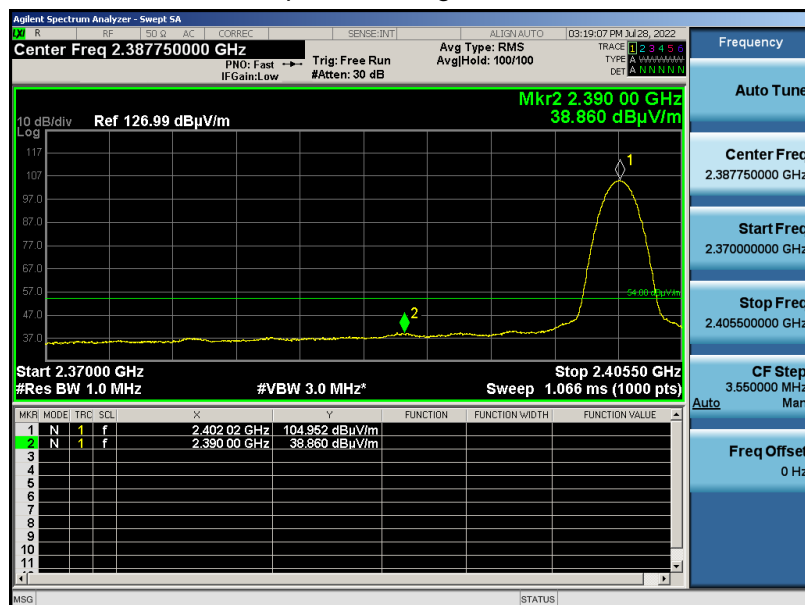 Agilent Spectrum Analyzer - Swept SA
LXI R RF 50 Ω AC CORREC SENSE:INT ALIGN AUTO 03:19:07 PM Jul 28, 2022
Center Freq 2.387750000 GHz
PNO: Fast
IFGain:Low
Trig: Free Run
#Atten: 30 dB
Avg Type: RMS
Avg|Hold: 100/100
TRACE 1 2 3 4 5 6
TYPE A WWWWW
DET A N N N N N
Mkr2 2.390 00 GHz
38.860 dBµV/m
10 dB/div Ref 126.99 dBµV/m
Log
117
107
97.0
87.0
77.0
67.0
57.0
47.0
37.0
1
2
54.00 dBµV/m
Start 2.37000 GHz Stop 2.40550 GHz
#Res BW 1.0 MHz #VBW 3.0 MHz* Sweep 1.066 ms (1000 pts)
MKR MODE TRC SCL X Y FUNCTION FUNCTION WIDTH FUNCTION VALUE
1 N 1 f 2.402 02 GHz 104.952 dBµV/m
2 N 1 f 2.390 00 GHz 38.860 dBµV/m
3
4
5
6
7
8
9
10
11
MSG STATUS
Frequency
Auto Tune
Center Freq
2.387750000 GHz
Start Freq
2.370000000 GHz
Stop Freq
2.405500000 GHz
CF Step
3.550000 MHz
Auto Man
Freq Offset
0 Hz